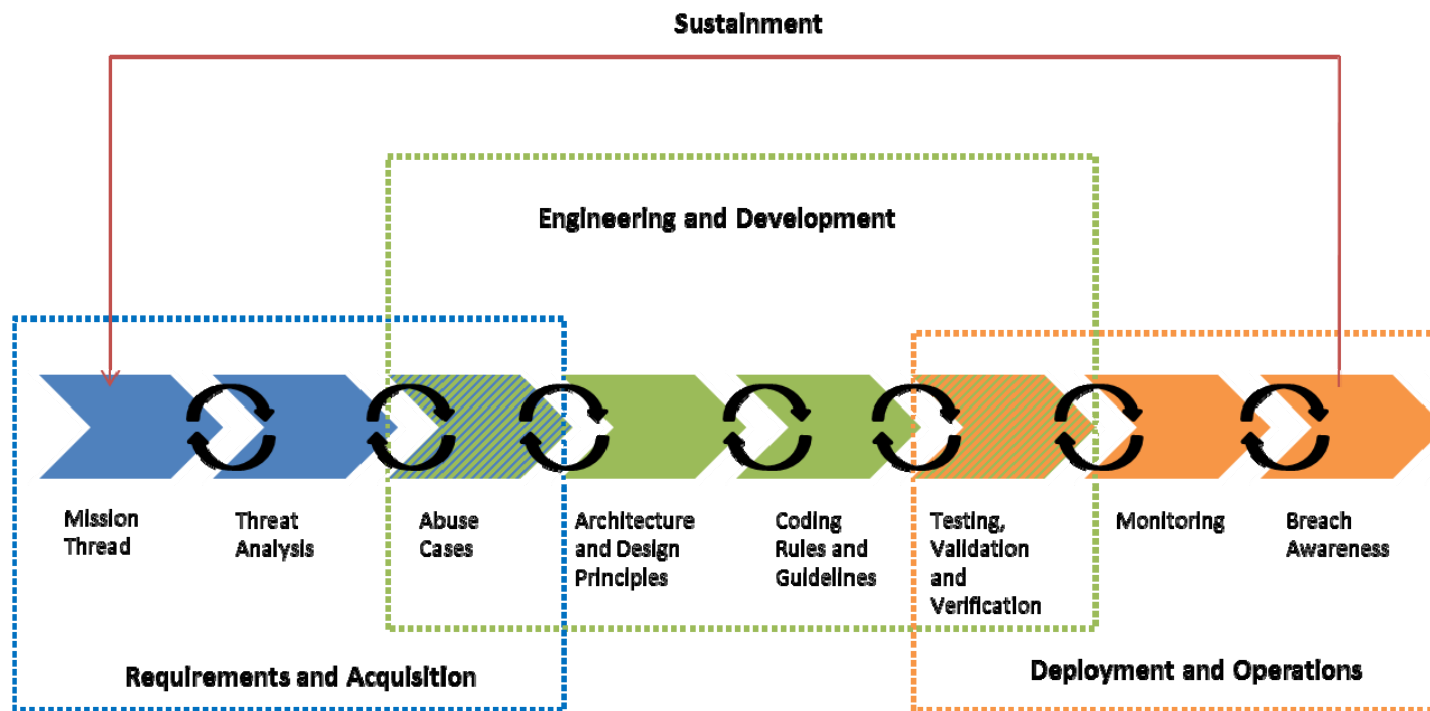 Sustainment
Engineering and Development
Mission
Thread
Threat
Analysis
Abuse
Cases
Architecture
and Design
Principles
Coding
Rules and
Guidelines
Testing,
Validation
and
Verification
Monitoring
Breach
Awareness
Requirements and Acquisition
Deployment and Operations